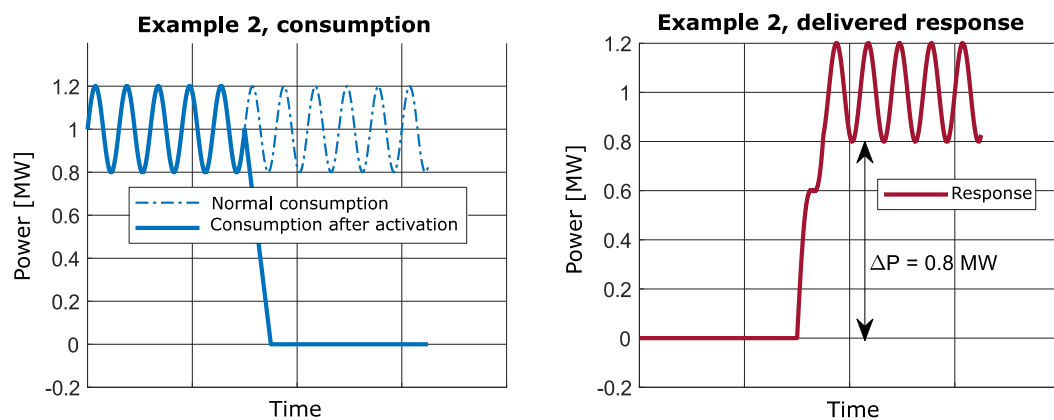 Example 2, consumption
Power [MW]
1.2
1
0.8
0.6
0.4
0.2
0
-0.2
Normal consumption
Consumption after activation
Time
Example 2, delivered response
Power [MW]
1.2
1
0.8
0.6
0.4
0.2
0
-0.2
Response
ΔP = 0.8 MW
Time